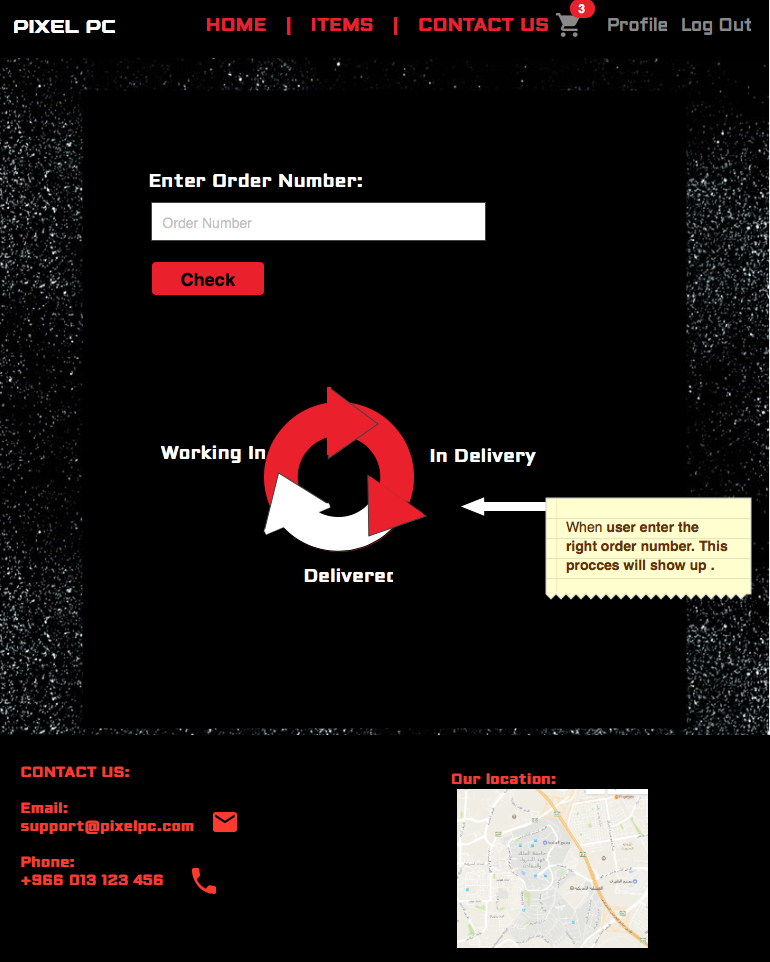 PIXEL PC
HOME | ITEMS | CONTACT US
3
Profile Log Out
Enter Order Number:
Order Number
Check
Working In
In Delivery
When user enter the
right order number. This
procces will show up .
Delivered
CONTACT US:
Our location:
Email:
support@pixelpc.com
Phone:
+966 013 123 456